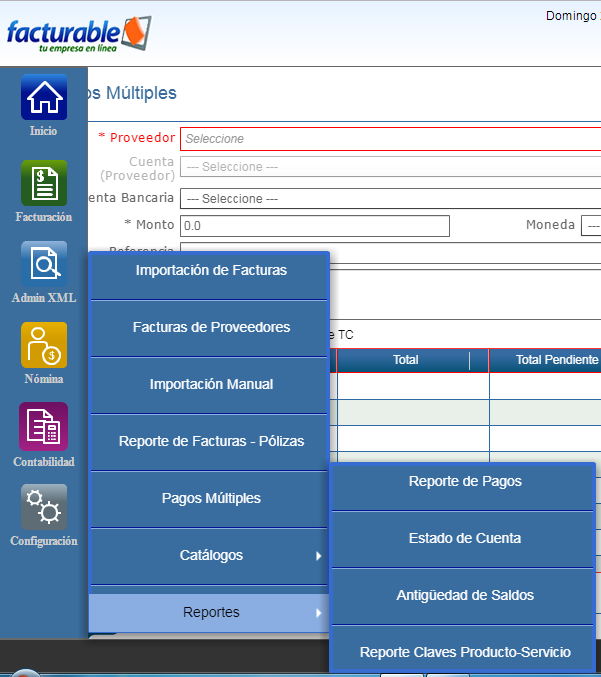 facturable
tu empresa en línea
Domingo
Inicio
Facturación
Admin XML
Nómina
Contabilidad
Configuración
os Múltiples
* Proveedor Seleccione
Cuenta
(Proveedor) --- Seleccione ---
enta Bancaria --- Seleccione ---
* Monto 0.0 Moneda ---
Referencia
e TC
Total Total Pendiente
Importación de Facturas
Facturas de Proveedores
Importación Manual
Reporte de Facturas - Pólizas
Pagos Múltiples
Catálogos
Reportes
Reporte de Pagos
Estado de Cuenta
Antigüedad de Saldos
Reporte Claves Producto-Servicio